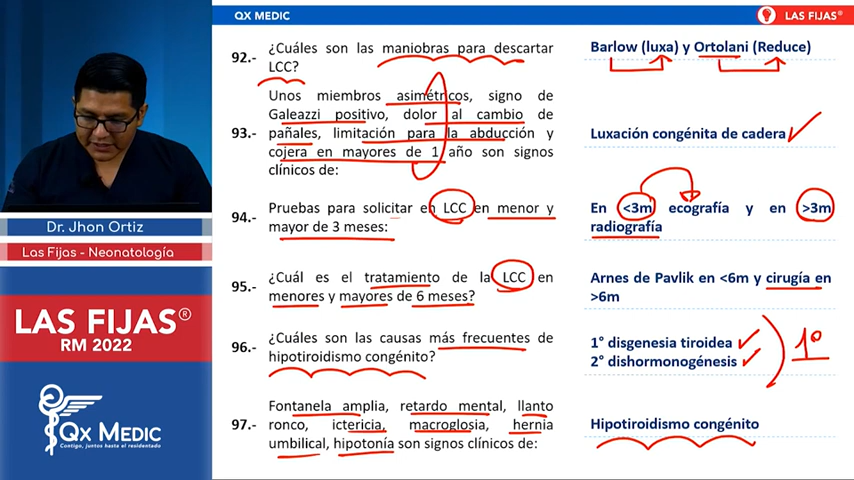 QX MEDIC
LAS FIJAS®
92.-
¿Cuáles son las maniobras para descartar
LCC?
Barlow (luxa) y Ortolani (Reduce)
93.-
Unos miembros asimétricos, signo de
Galeazzi positivo, dolor al cambio de
pañales, limitación para la abducción y
cojera en mayores de 1 año son signos
clínicos de:
Luxación congénita de cadera
94.-
Pruebas para solicitar en LCC en menor y
mayor de 3 meses:
En <3m ecografía y en >3m
radiografía
95.-
¿Cuál es el tratamiento de la LCC en
menores y mayores de 6 meses?
Arnes de Pavlik en <6m y cirugía en
>6m
96.-
¿Cuáles son las causas más frecuentes de
hipotiroidismo congénito?
1° disgenesia tiroidea
2° dishormonogénesis
1º
97.-
Fontanela amplia, retardo mental, llanto
ronco, ictericia, macroglosia, hernia
umbilical, hipotonía son signos clínicos de:
Hipotiroidismo congénito
Dr. Jhon Ortiz
Las Fijas - Neonatología
LAS FIJAS®
RM 2022
QX MEDIC
Contigo, juntos hasta el residentado